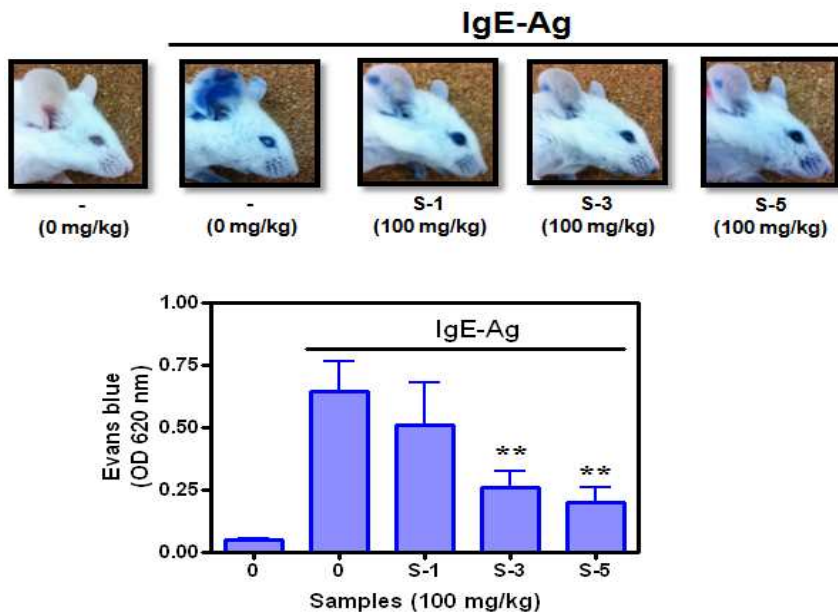 IgE-Ag
- - S-1 S-3 S-5
(0 mg/kg) (0 mg/kg) (100 mg/kg) (100 mg/kg) (100 mg/kg)
1.00
0.75
0.50
0.25
0.00
Evans blue
(OD 620 nm)
IgE-Ag
** **
0 0 S-1 S-3 S-5
Samples (100 mg/kg)